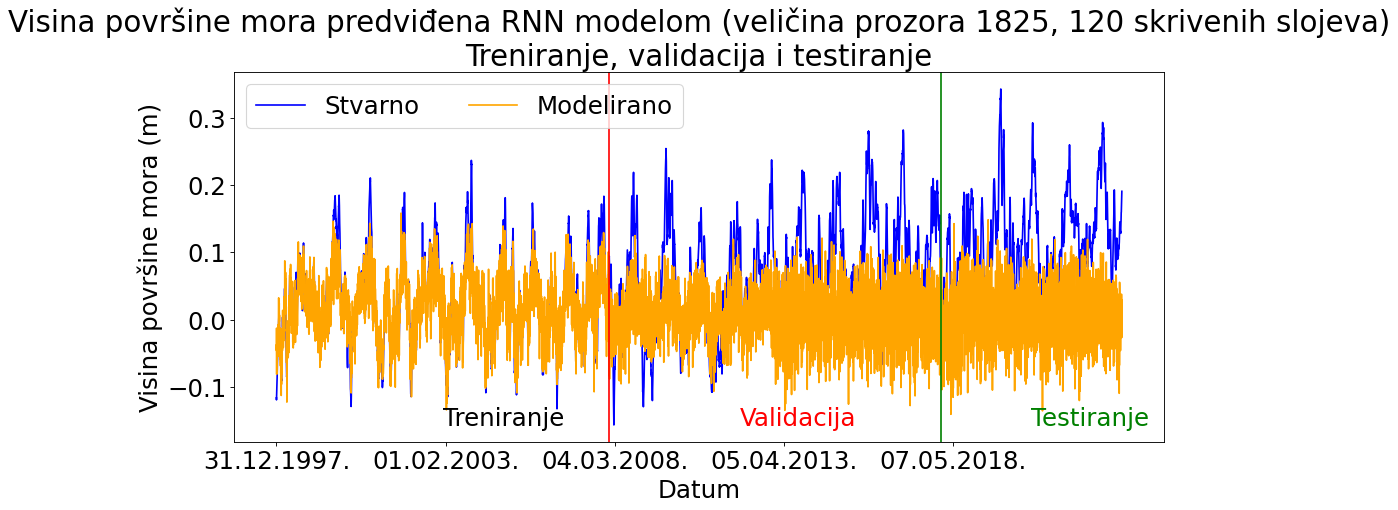 Visina površine mora predviđena RNN modelom (veličina prozora 1825, 120 skrivenih slojeva)
Treniranje, validacija i testiranje
Stvarno
Modelirano
Visina površine mora (m)
0.3
0.2
0.1
0.0
−0.1
Treniranje
Validacija
Testiranje
31.12.1997.
01.02.2003.
04.03.2008.
05.04.2013.
07.05.2018.
Datum